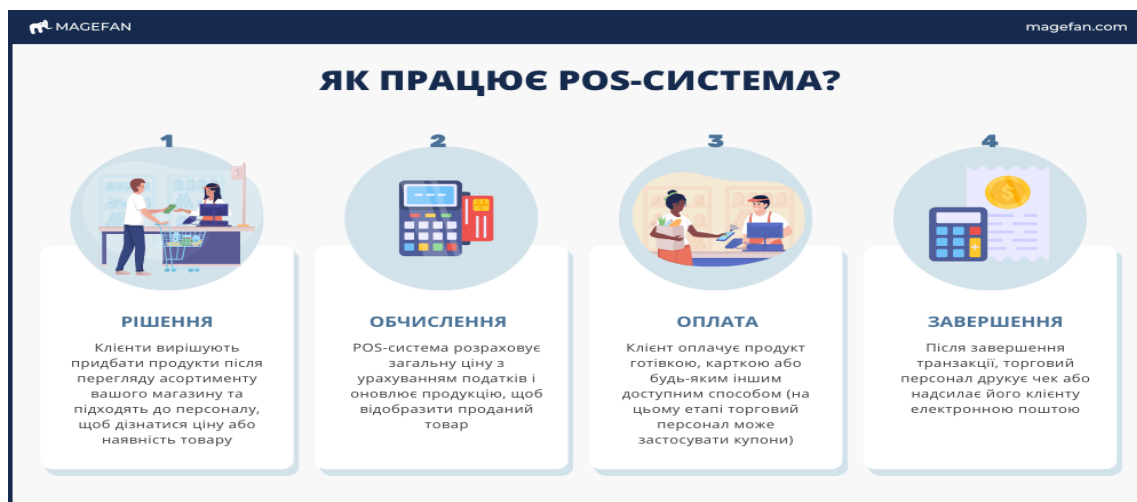 MAGEFAN
magefan.com
ЯК ПРАЦЮЄ POS-СИСТЕМА?
1
РІШЕННЯ
Клієнти вирішують
придбати продукти після
перегляду асортименту
вашого магазину та
підходять до персоналу,
щоб дізнатися ціну або
наявність товару
2
ОБЧИСЛЕННЯ
POS-система розраховує
загальну ціну з
урахуванням податків і
оновлює продукцію, щоб
відобразити проданий
товар
3
ОПЛАТА
Клієнт оплачує продукт
готівкою, карткою або
будь-яким іншим
доступним способом (на
цьому етапі торговий
персонал може
застосувати купони)
4
ЗАВЕРШЕННЯ
Після завершення
транзакції, торговий
персонал друкує чек або
надсилає його клієнту
електронною поштою